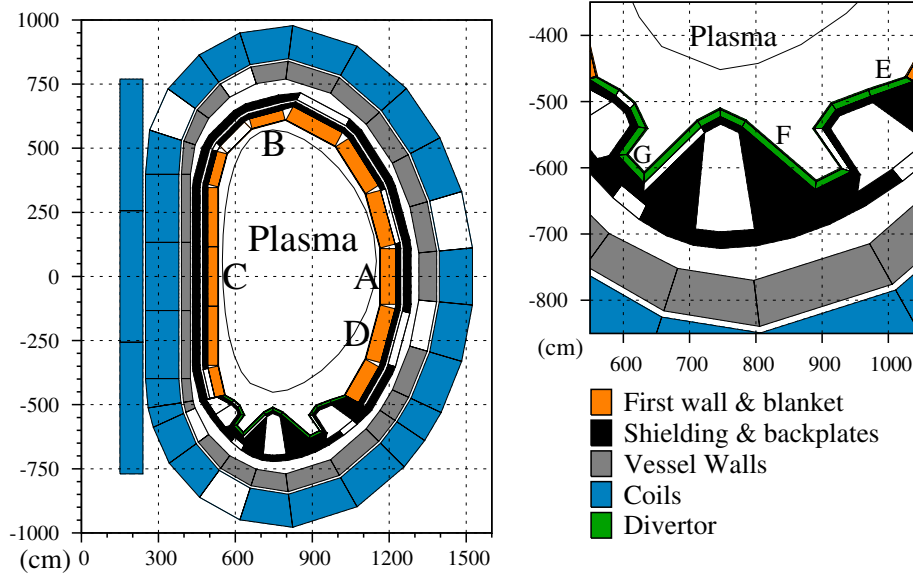 1000
750
500
250
0
-250
-500
-750
-1000
(cm)
0 300 600 900 1200 1500
B
Plasma
C
A
D
-400
-500
-600
-700
-800
(cm)
600 700 800 900 1000
Plasma
E
F
G
First wall & blanket
Shielding & backplates
Vessel Walls
Coils
Divertor